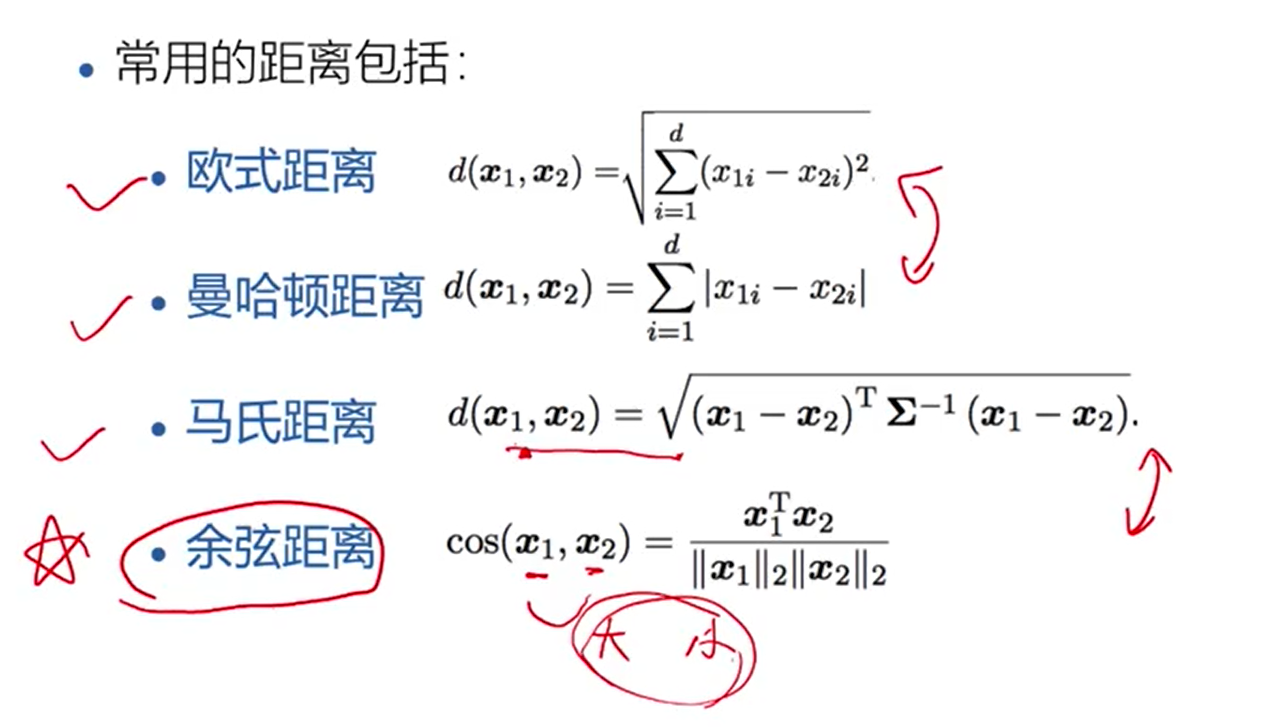 常用的距离包括:
欧式距离 $d(\boldsymbol{x}_1, \boldsymbol{x}_2) = \sqrt{\sum_{i=1}^{d} (x_{1i} - x_{2i})^2}.$
曼哈顿距离 $d(\boldsymbol{x}_1, \boldsymbol{x}_2) = \sum_{i=1}^{d} |x_{1i} - x_{2i}|$
马氏距离 $d(\boldsymbol{x}_1, \boldsymbol{x}_2) = \sqrt{(\boldsymbol{x}_1 - \boldsymbol{x}_2)^{\mathrm{T}} \boldsymbol{\Sigma}^{-1} (\boldsymbol{x}_1 - \boldsymbol{x}_2)}.$
余弦距离 $\cos(\boldsymbol{x}_1, \boldsymbol{x}_2) = \frac{\boldsymbol{x}_1^{\mathrm{T}} \boldsymbol{x}_2}{\|\boldsymbol{x}_1\|_2 \|\boldsymbol{x}_2\|_2}$
大 小